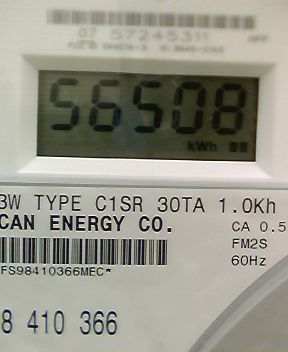 07 57245311
56508
kWh
3W TYPE C1SR 30TA 1.0Kh
CAN ENERGY CO.
CA 0.5
FM2S
60Hz
FS98410366MEC*
8 410 366